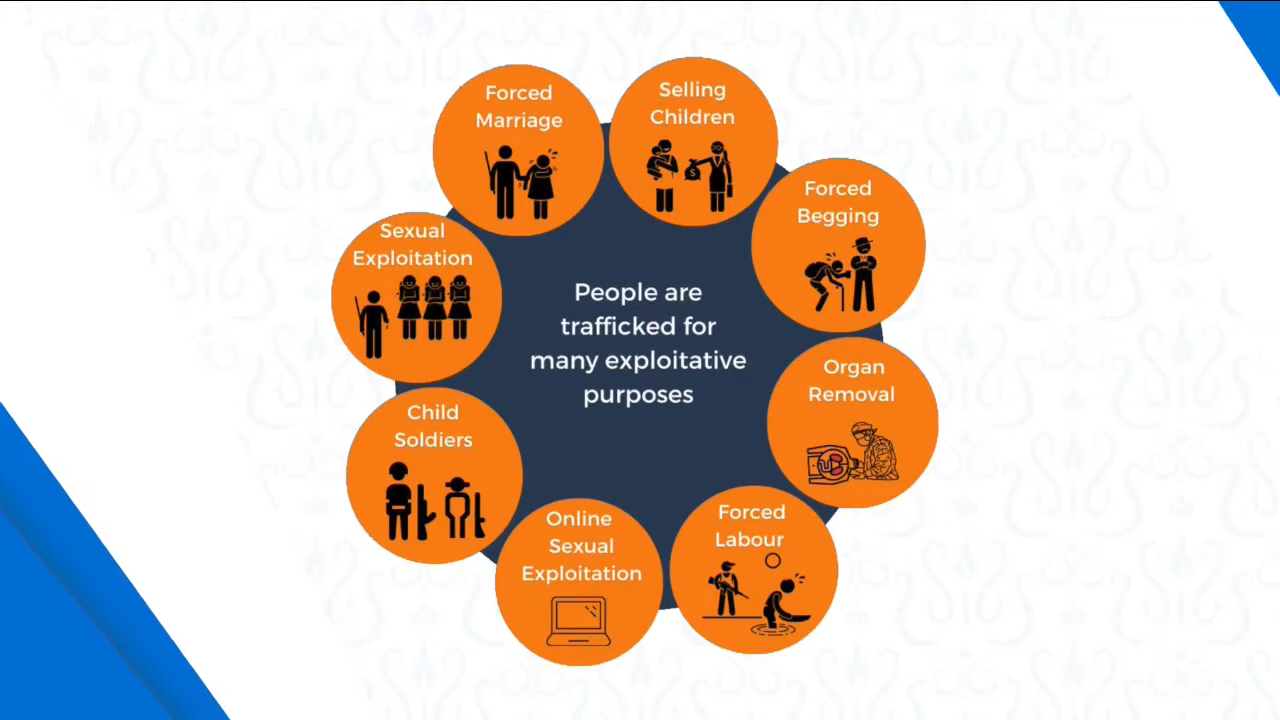 People are
trafficked for
many exploitative
purposes
Forced
Marriage
Selling
Children
$
Forced
Begging
Organ
Removal
Forced
Labour
Online
Sexual
Exploitation
Child
Soldiers
Sexual
Exploitation